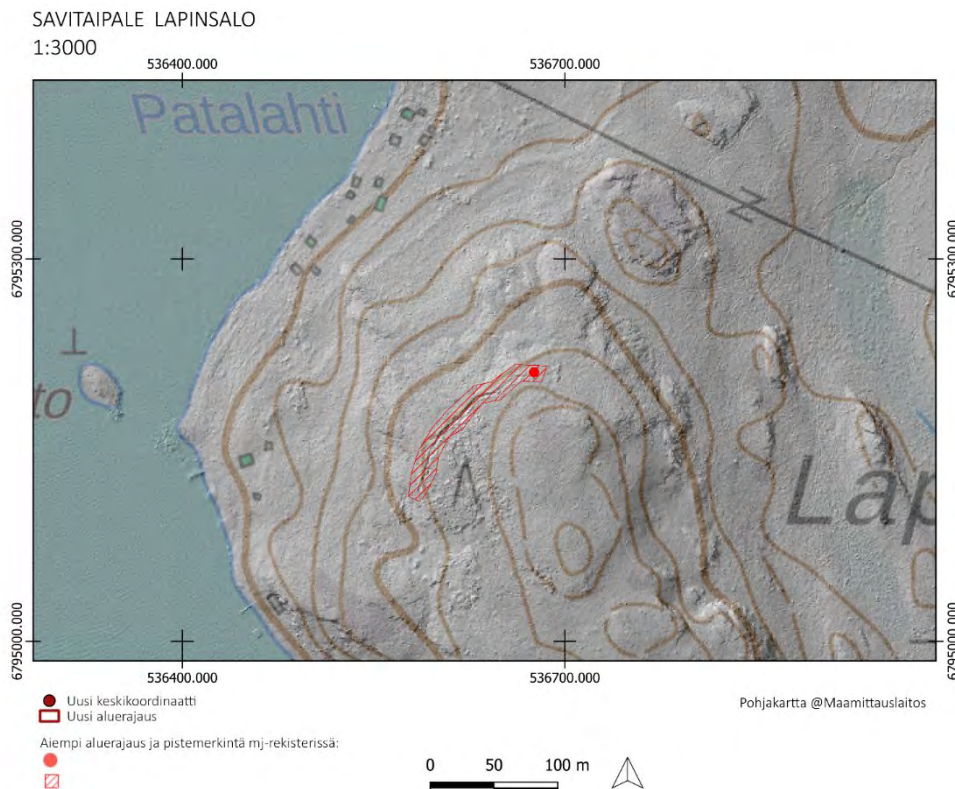 SAVITAIPALE LAPINSALO
1:3000
536400.000
536700.000
Patalahti
6795300.000
6795300.000
to
Lap
6795000.000
6795000.000
536400.000
536700.000
Uusi keskikoordinaatti
Uusi aluerajaus
Pohjakartta @Maamittauslaitos
Aiempi aluerajaus ja pistemerkintä mj-rekisterissä:
0 50 100 m